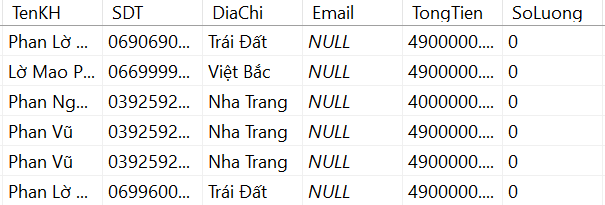 TenKH SDT DiaChi Email TongTien SoLuong
Phan Lờ ... 0690690... Trái Đất NULL 4900000.... 0
Lờ Mao P... 0669999... Việt Bắc NULL 4900000.... 0
Phan Ng... 0392592... Nha Trang NULL 4000000.... 0
Phan Vũ 0392592... Nha Trang NULL 4900000.... 0
Phan Vũ 0392592... Nha Trang NULL 4900000.... 0
Phan Lờ ... 0699600... Trái Đất NULL 4900000.... 0